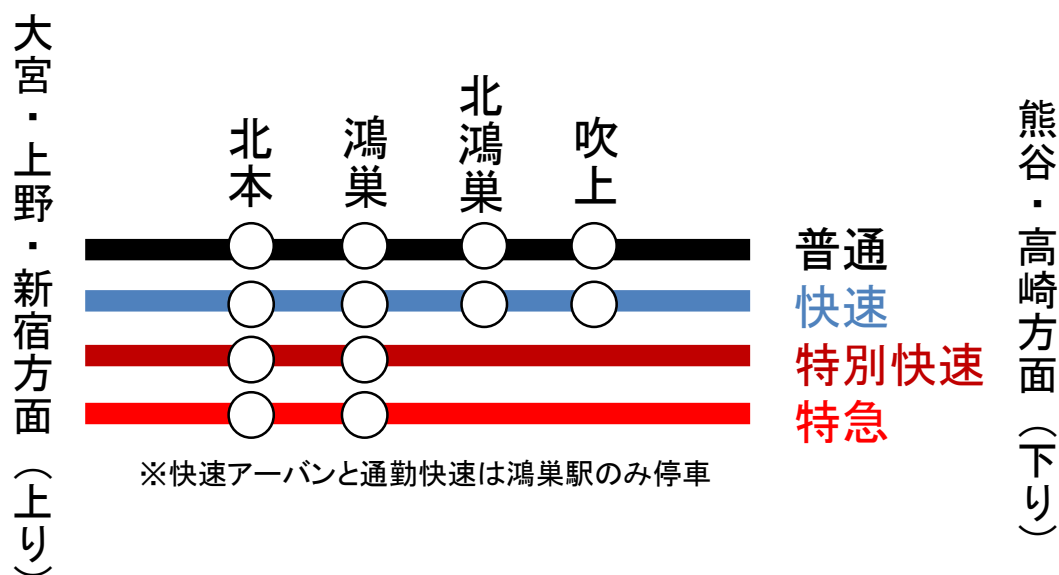 大宮・上野・新宿方面(上り)
北本
鴻巣
北鴻巣
吹上
熊谷・高崎方面(下り)
普通
快速
特別快速
特急
※快速アーバンと通勤快速は鴻巣駅のみ停車